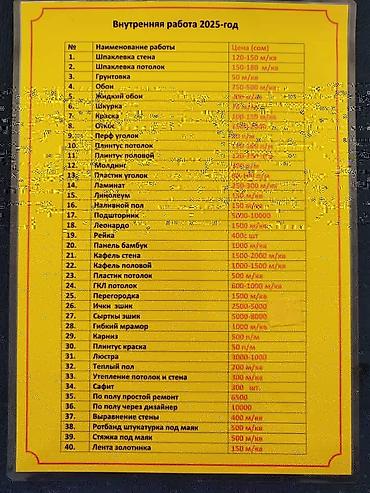 Внутренняя работа 2025-год
№ Наименование работы Цена (сом)
1. Шпаклевка стена 120-150 м/кв
2. Шпаклевка потолок 150-180 м/кв
3. Грунтовка 50 м/кв
4. Обои 250-500 м/кв
5. Жидкий обои
6. Шкурка
7. Краска
8. Откос
9. Перф уголок
10. Плинтус потолок
11. Плинтус половой
12. Молдинг
13. Пластик уголок
14. Ламинат 250-300 м/кв
15. Линолеум
16. Наливной пол
17. Подшторник 5000-10000
18. Леонардо 1500 м/кв
19. Рейка 400с шт
20. Панель бамбук 1000 м/кв
21. Кафель стена 1500-2000 м/кв
22. Кафель половой 1000-1500 м/кв
23. Пластик потолок 500 м/кв
24. ГКЛ потолок 600-1000 м/кв
25. Перегородка 1500 м/кв
26. Ички эшик 2500-5000
27. Сырткы эшик 5000-8000
28. Гибкий мрамор 1000 м/кв
29. Карниз 500 п/м
30. Плинтус краска 50 п/м
31. Люстра 3000-1000
32. Теплый пол 200 м/кв
33. Утепление потолок и стена 300 м/кв
34. Сафит 300 шт.
35. По полу простой ремонт 6500
36. По полу через дизайнер 10000
37. Выравнение стены 400 м/кв
38. Ротбанд штукатурка под маяк 500 м/кв
39. Стяжка под маяк 500 м/кв
40. Лента золотинка 150 м/кв